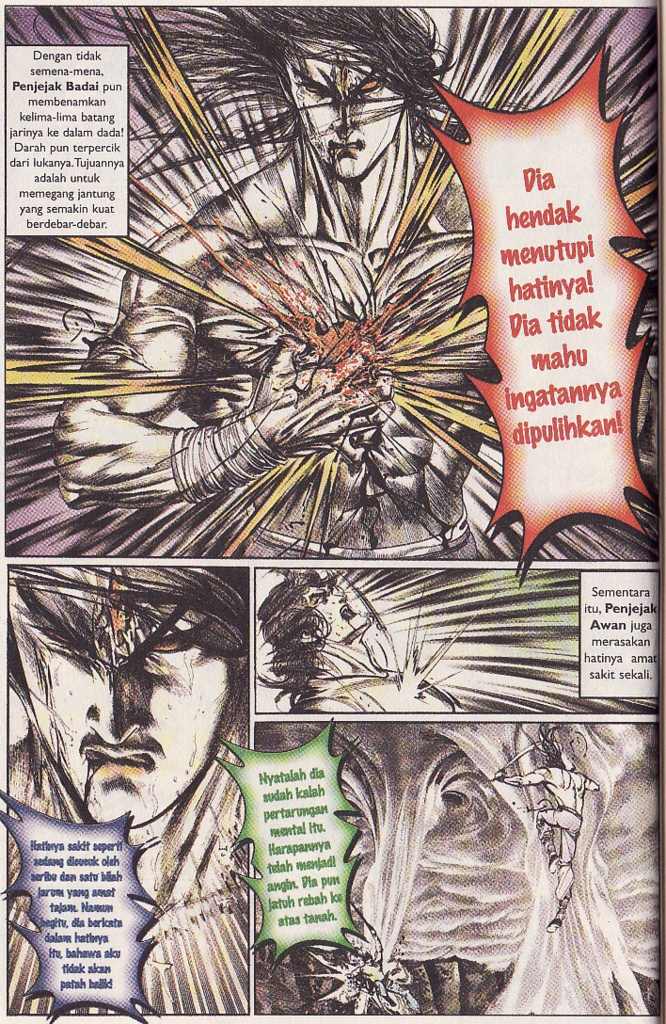 Dengan tidak
semena-mena,
Penjejak Badai pun
membenamkan
kelima-lima batang
jarinya ke dalam dada!
Darah pun terpercik
dari lukanya.Tujuannya
adalah untuk
memegang jantung
yang semakin kuat
berdebar-debar.
Dia
hendak
menutupi
hatinya!
Dia tidak
mahu
ingatannya
dipulihkan!
Sementara
itu, Penjejak
Awan juga
merasakan
hatinya amat
sakit sekali.
Hatinya sakit seperti
sedang dicucuk oleh
seribu dan satu bilah
jarum yang amat
tajam. Namun
begitu, dia berkata
dalam hatinya
itu, bahawa aku
tidak akan
patah balik!
Nyatalah dia
sudah kalah
pertarungan
mental itu.
Harapannya
telah menjadi
angin. Dia pun
jatuh rebah ke
atas tanah.